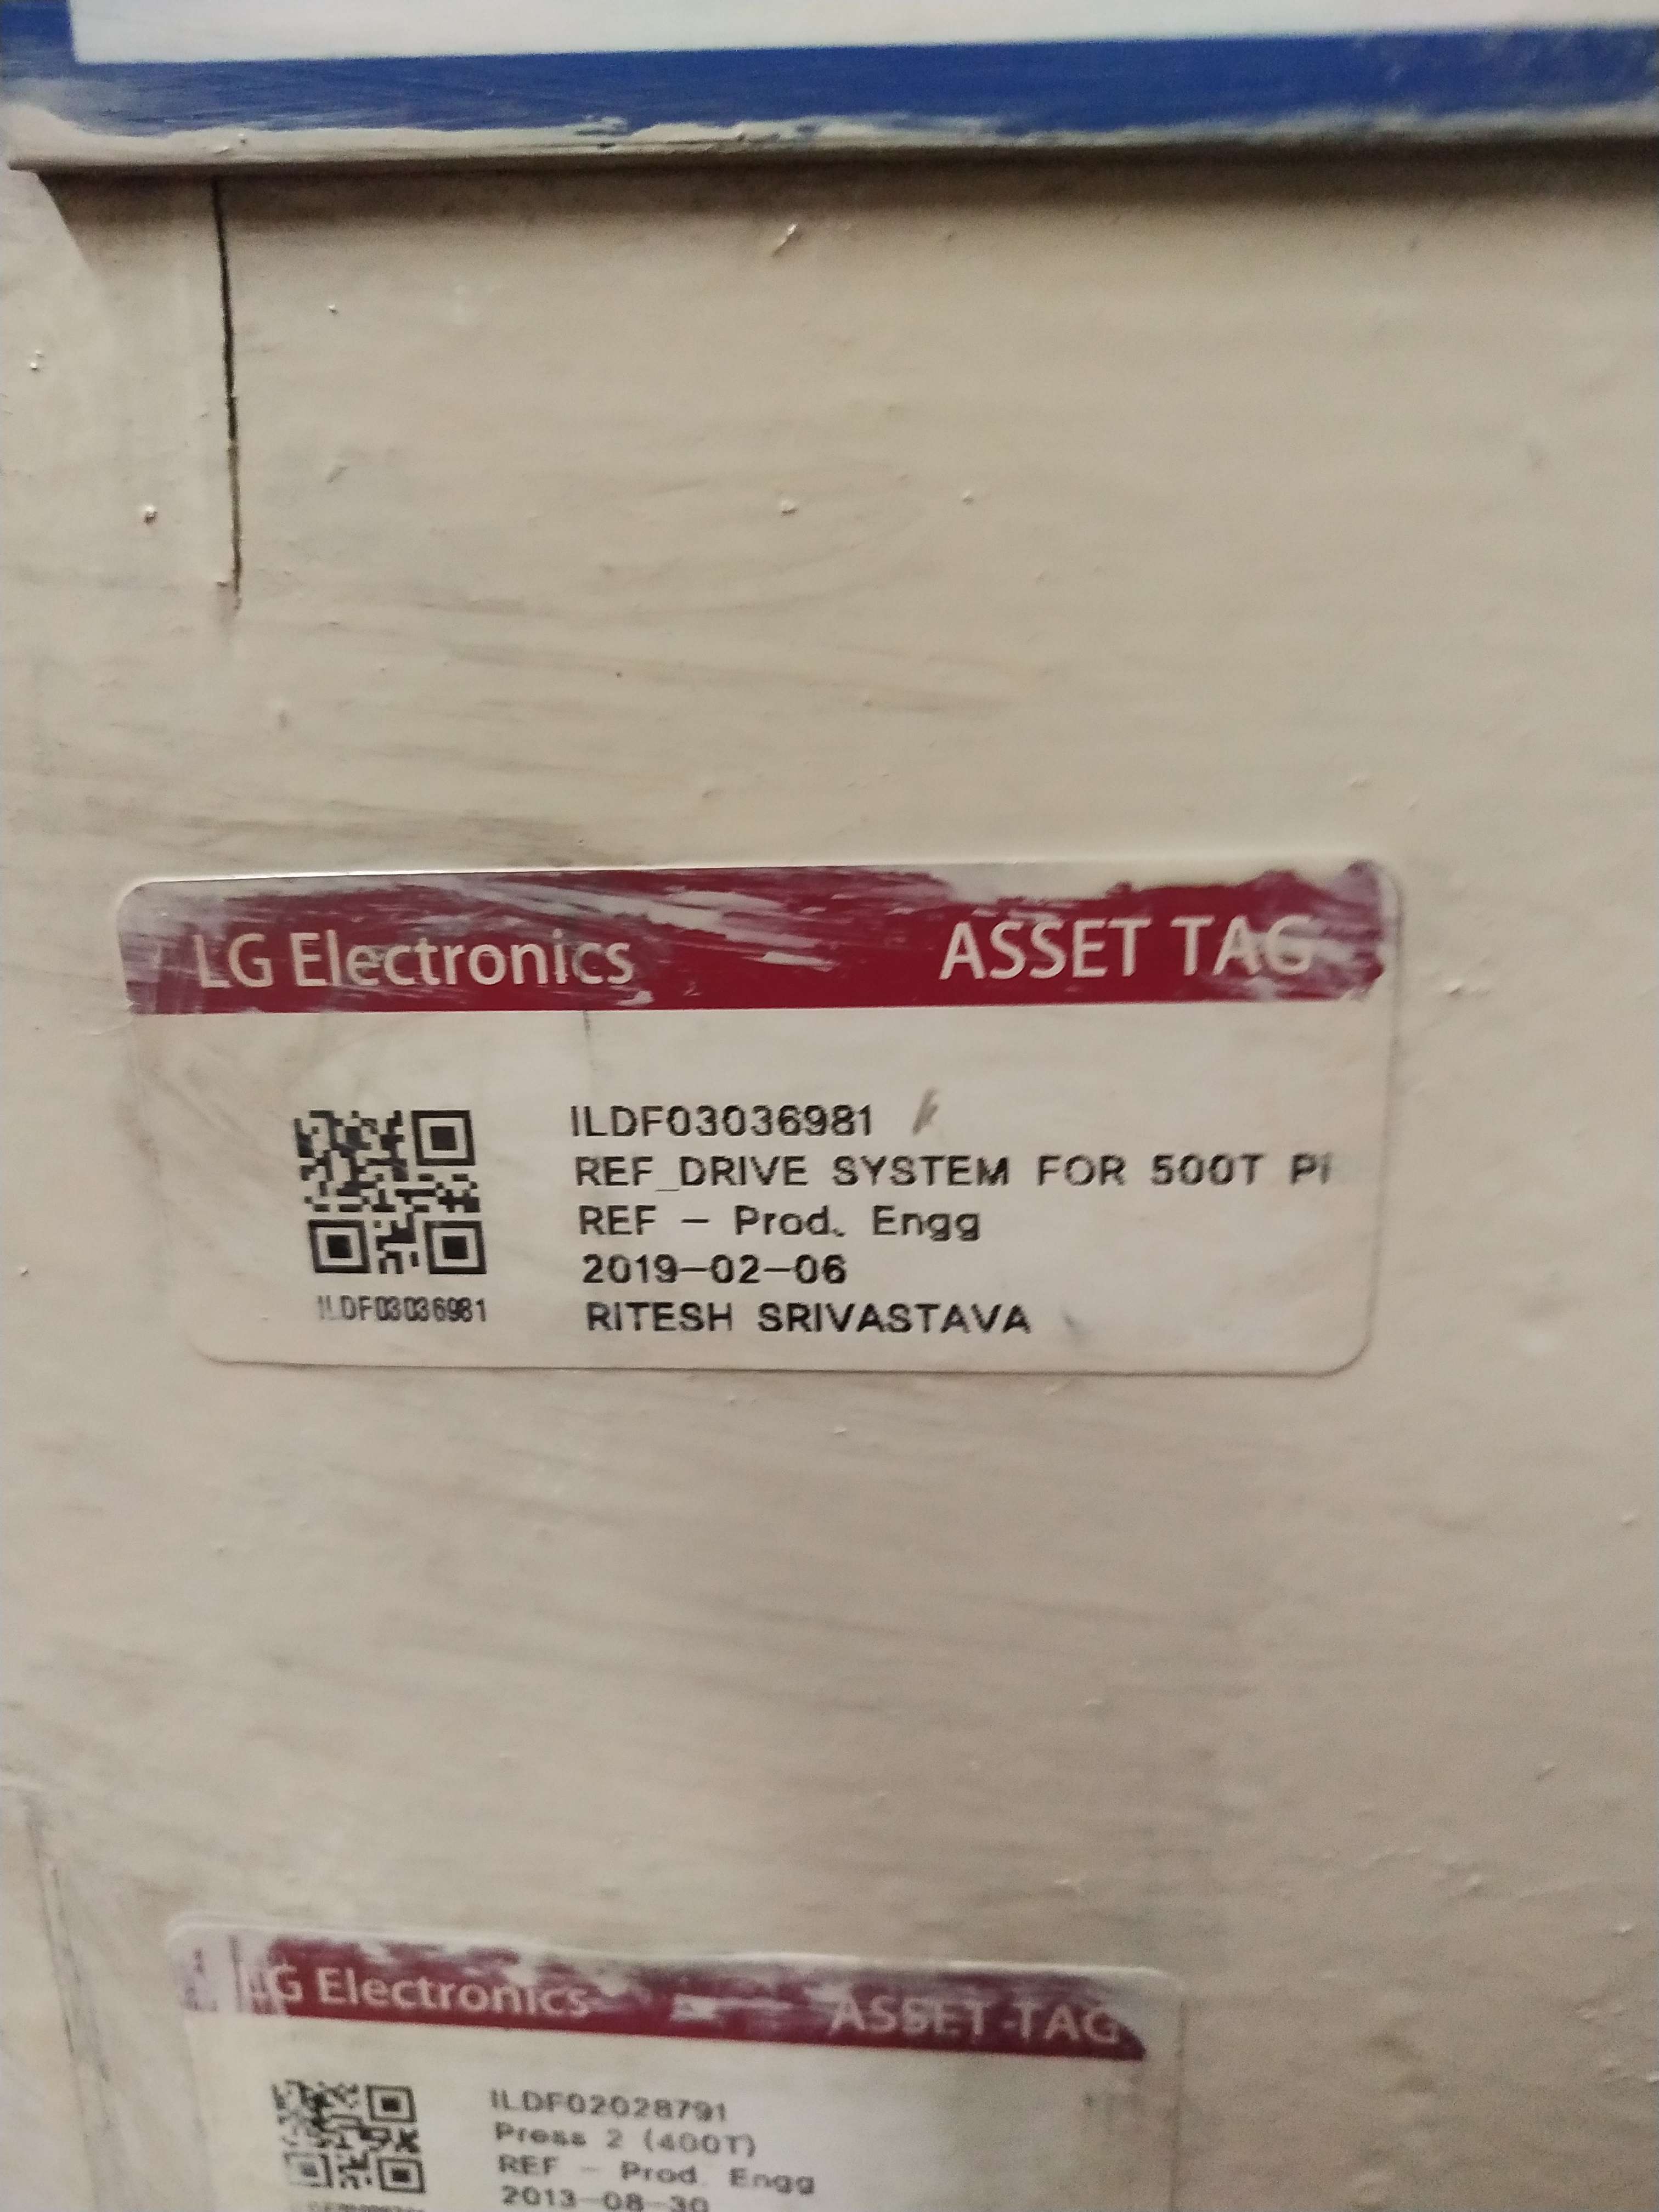 LG Electronics ASSET TAG
ILDF03036981
REF_DRIVE SYSTEM FOR 500T
REF - Prod. Engg
2019-02-06
ILDF03036981
RITESH SRIVASTAVA
LG Electronics ASSET TAG
ILDF02028791
Press 2 (400T)
REF - Prod. Engg
2013-08-30